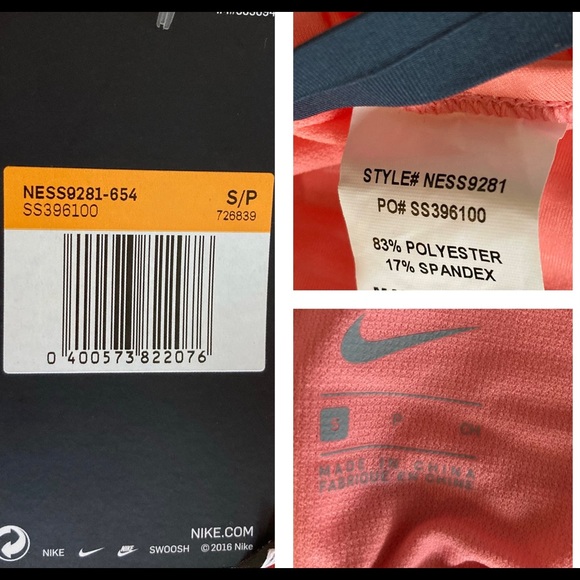 NESS9281-654
S/P
SS396100
726839
0 400573 822076
NIKE.COM
NIKE
SWOOSH
© 2016 Nike
STYLE# NESS9281
PO# SS396100
83% POLYESTER
17% SPANDEX
S
P
CH
MADE IN CHINA
FABRIQUÉ EN CHINE